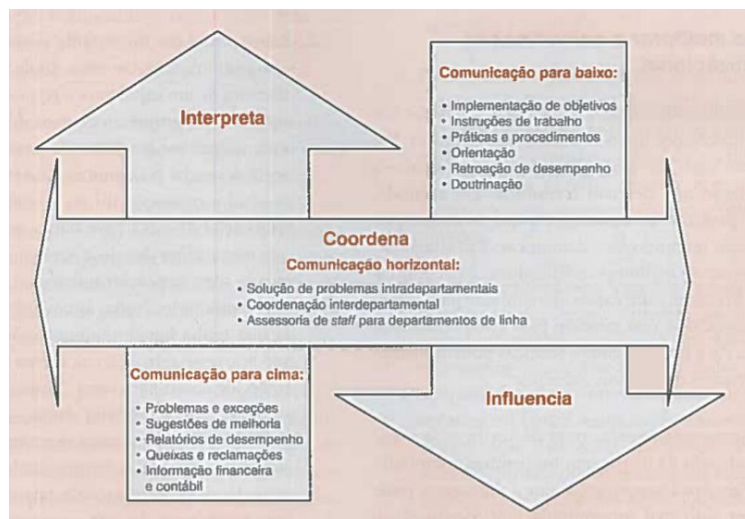 Interpreta
Comunicação para baixo:
• Implementação de objetivos
• Instruções de trabalho
• Práticas e procedimentos
• Orientação
• Retroação de desempenho
• Doutrinação
Coordena
Comunicação horizontal:
• Solução de problemas intradepartamentais
• Coordenação interdepartamental
• Assessoria de staff para departamentos de linha
Comunicação para cima:
• Problemas e exceções
• Sugestões de melhoria
• Relatórios de desempenho
• Queixas e reclamações
• Informação financeira
e contábil
Influencia